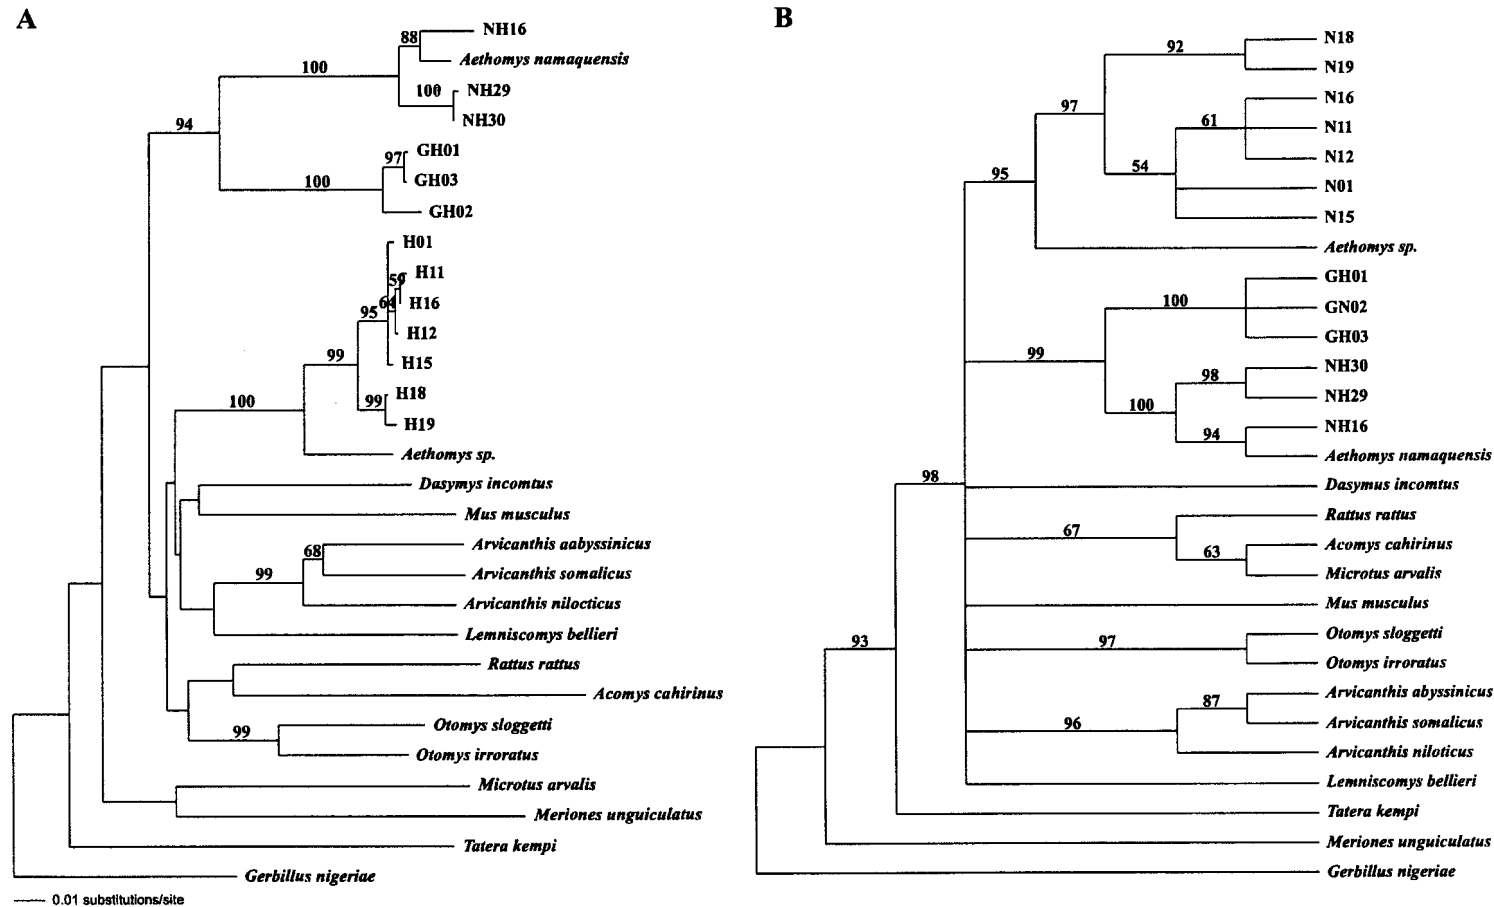 A
NH16
88
Aethomys namaquensis
100
NH29
100
NH30
94
GH01
97
GH03
100
GH02
H01
H11
59
H16
64
95
H12
99
H15
H18
99
100
H19
Aethomys sp.
Dasymys incomtus
Mus musculus
Arvicanthis aabyssinicus
68
Arvicanthis somalicus
99
Arvicanthis nilocticus
Lemniscomys bellieri
Rattus rattus
Acomys cahirinus
Otomys sloggetti
99
Otomys irroratus
Microtus arvalis
Meriones unguiculatus
Tatera kempi
Gerbillus nigeriae
0.01 substitutions/site
B
N18
92
N19
N16
97
N11
61
N12
54
N01
95
N15
Aethomys sp.
GH01
100
GN02
GH03
99
NH30
98
NH29
100
NH16
94
Aethomys namaquensis
98
Dasymus incomtus
Rattus rattus
67
Acomys cahirinus
63
Microtus arvalis
Mus musculus
Otomys sloggetti
97
93
Otomys irroratus
Arvicanthis abyssinicus
87
Arvicanthis somalicus
96
Arvicanthis niloticus
Lemniscomys bellieri
Tatera kempi
Meriones unguiculatus
Gerbillus nigeriae